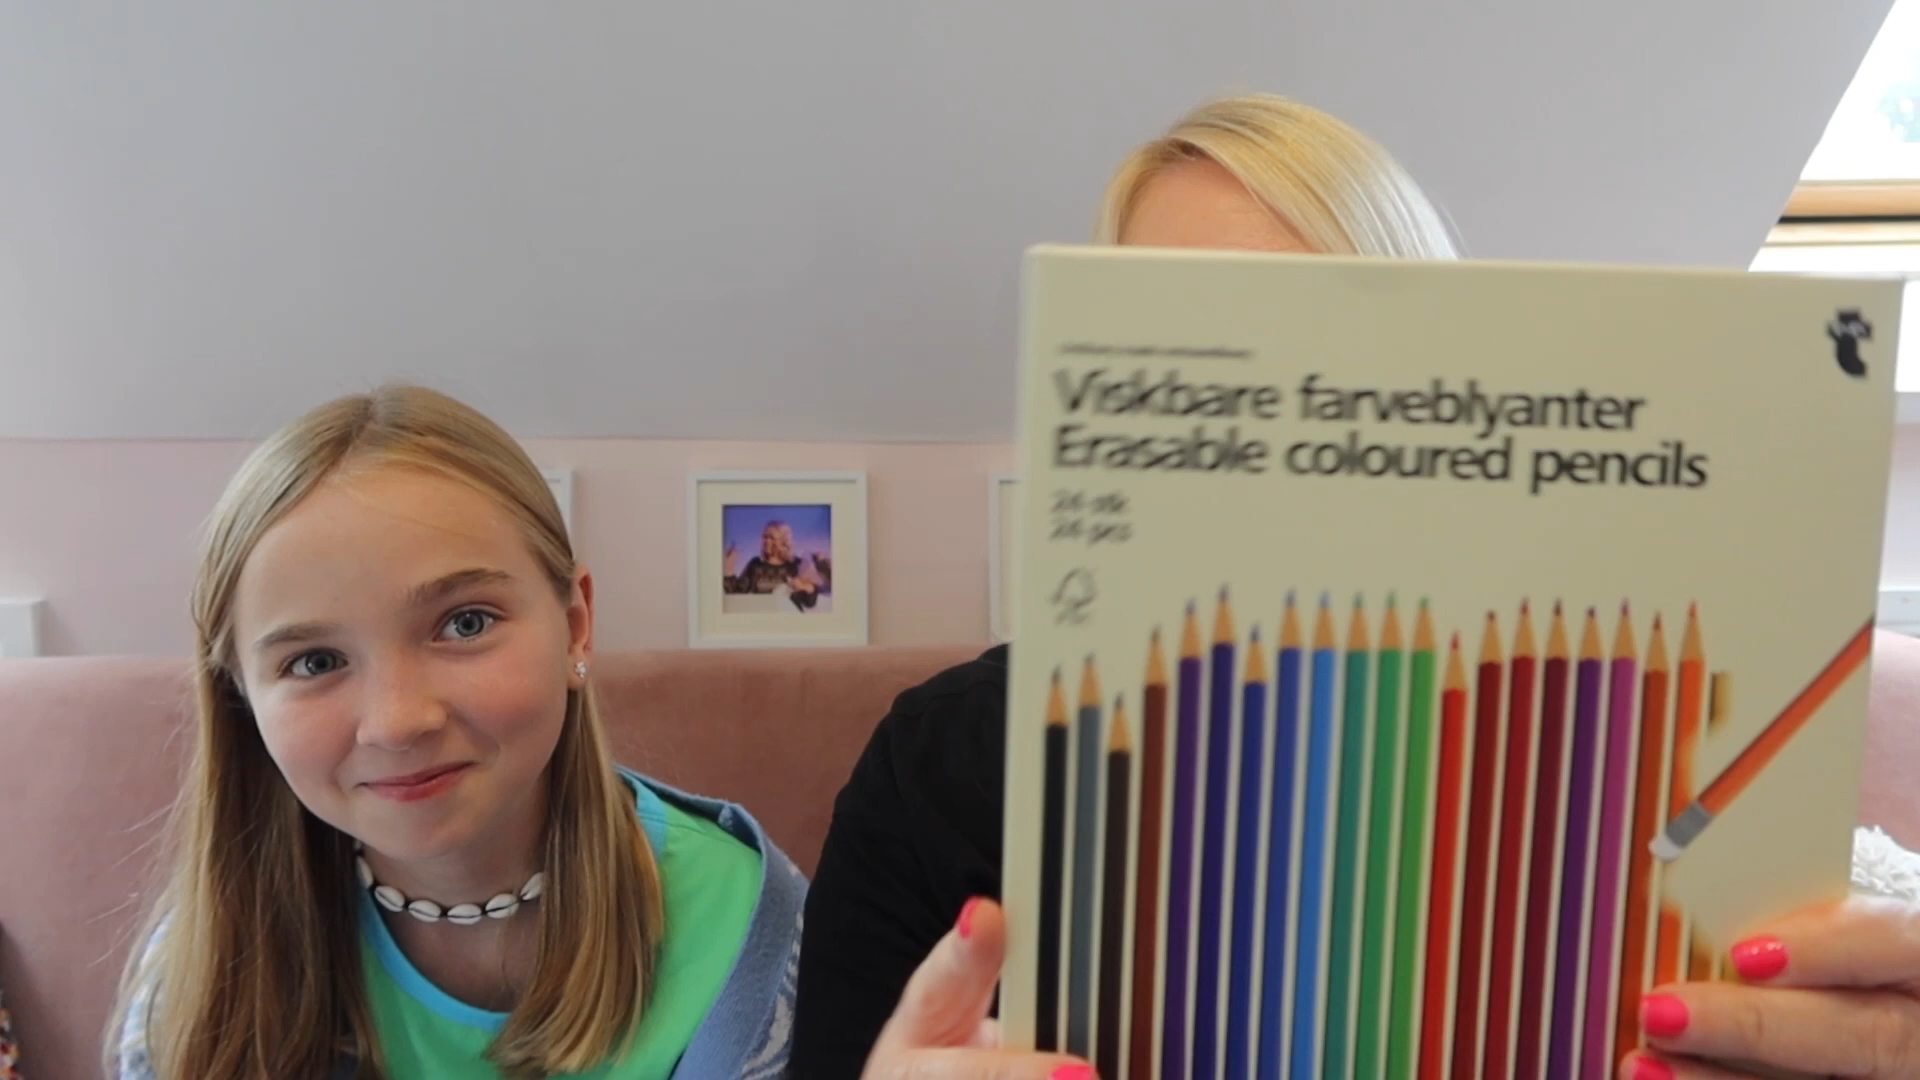 Viskbare farveblyanter
Erasable coloured pencils
24 stk
24 pcs